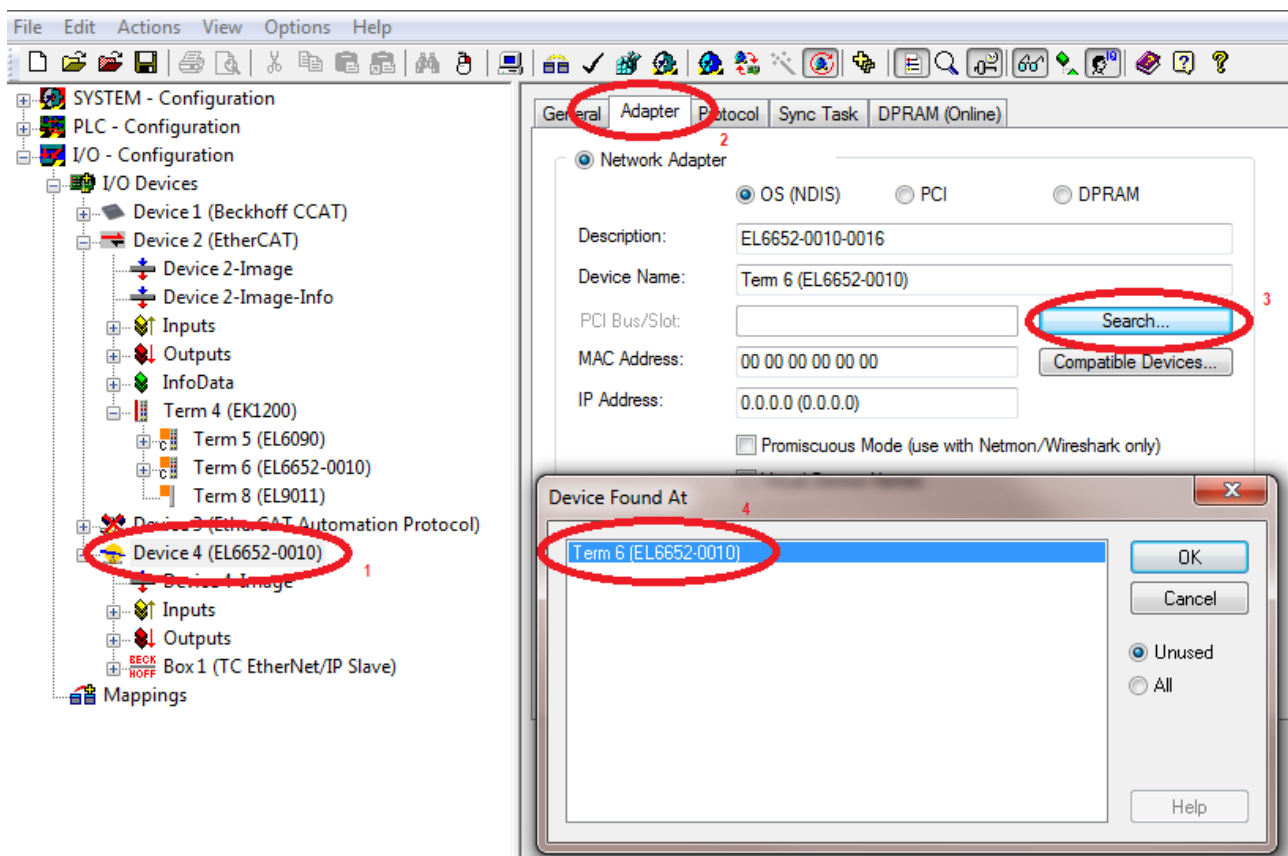 File Edit Actions View Options Help
SYSTEM - Configuration
PLC - Configuration
I/O - Configuration
I/O Devices
Device 1 (Beckhoff CCAT)
Device 2 (EtherCAT)
Device 2-Image
Device 2-Image-Info
Inputs
Outputs
InfoData
Term 4 (EK1200)
Term 5 (EL6090)
Term 6 (EL6652-0010)
Term 8 (EL9011)
Device 3 (EtherCAT Automation Protocol)
Device 4 (EL6652-0010)
1
Device 4-Image
Inputs
Outputs
BECKHOFF Box 1 (TC EtherNet/IP Slave)
Mappings
General Adapter Protocol Sync Task DPRAM (Online)
2
Network Adapter
OS (NDIS) PCI DPRAM
Description: EL6652-0010-0016
Device Name: Term 6 (EL6652-0010)
3
PCI Bus/Slot: Search...
MAC Address: 00 00 00 00 00 00 Compatible Devices...
IP Address: 0.0.0.0 (0.0.0.0)
Promiscuous Mode (use with Netmon/Wireshark only)
Device Found At
4
Term 6 (EL6652-0010)
OK
Cancel
Unused
All
Help